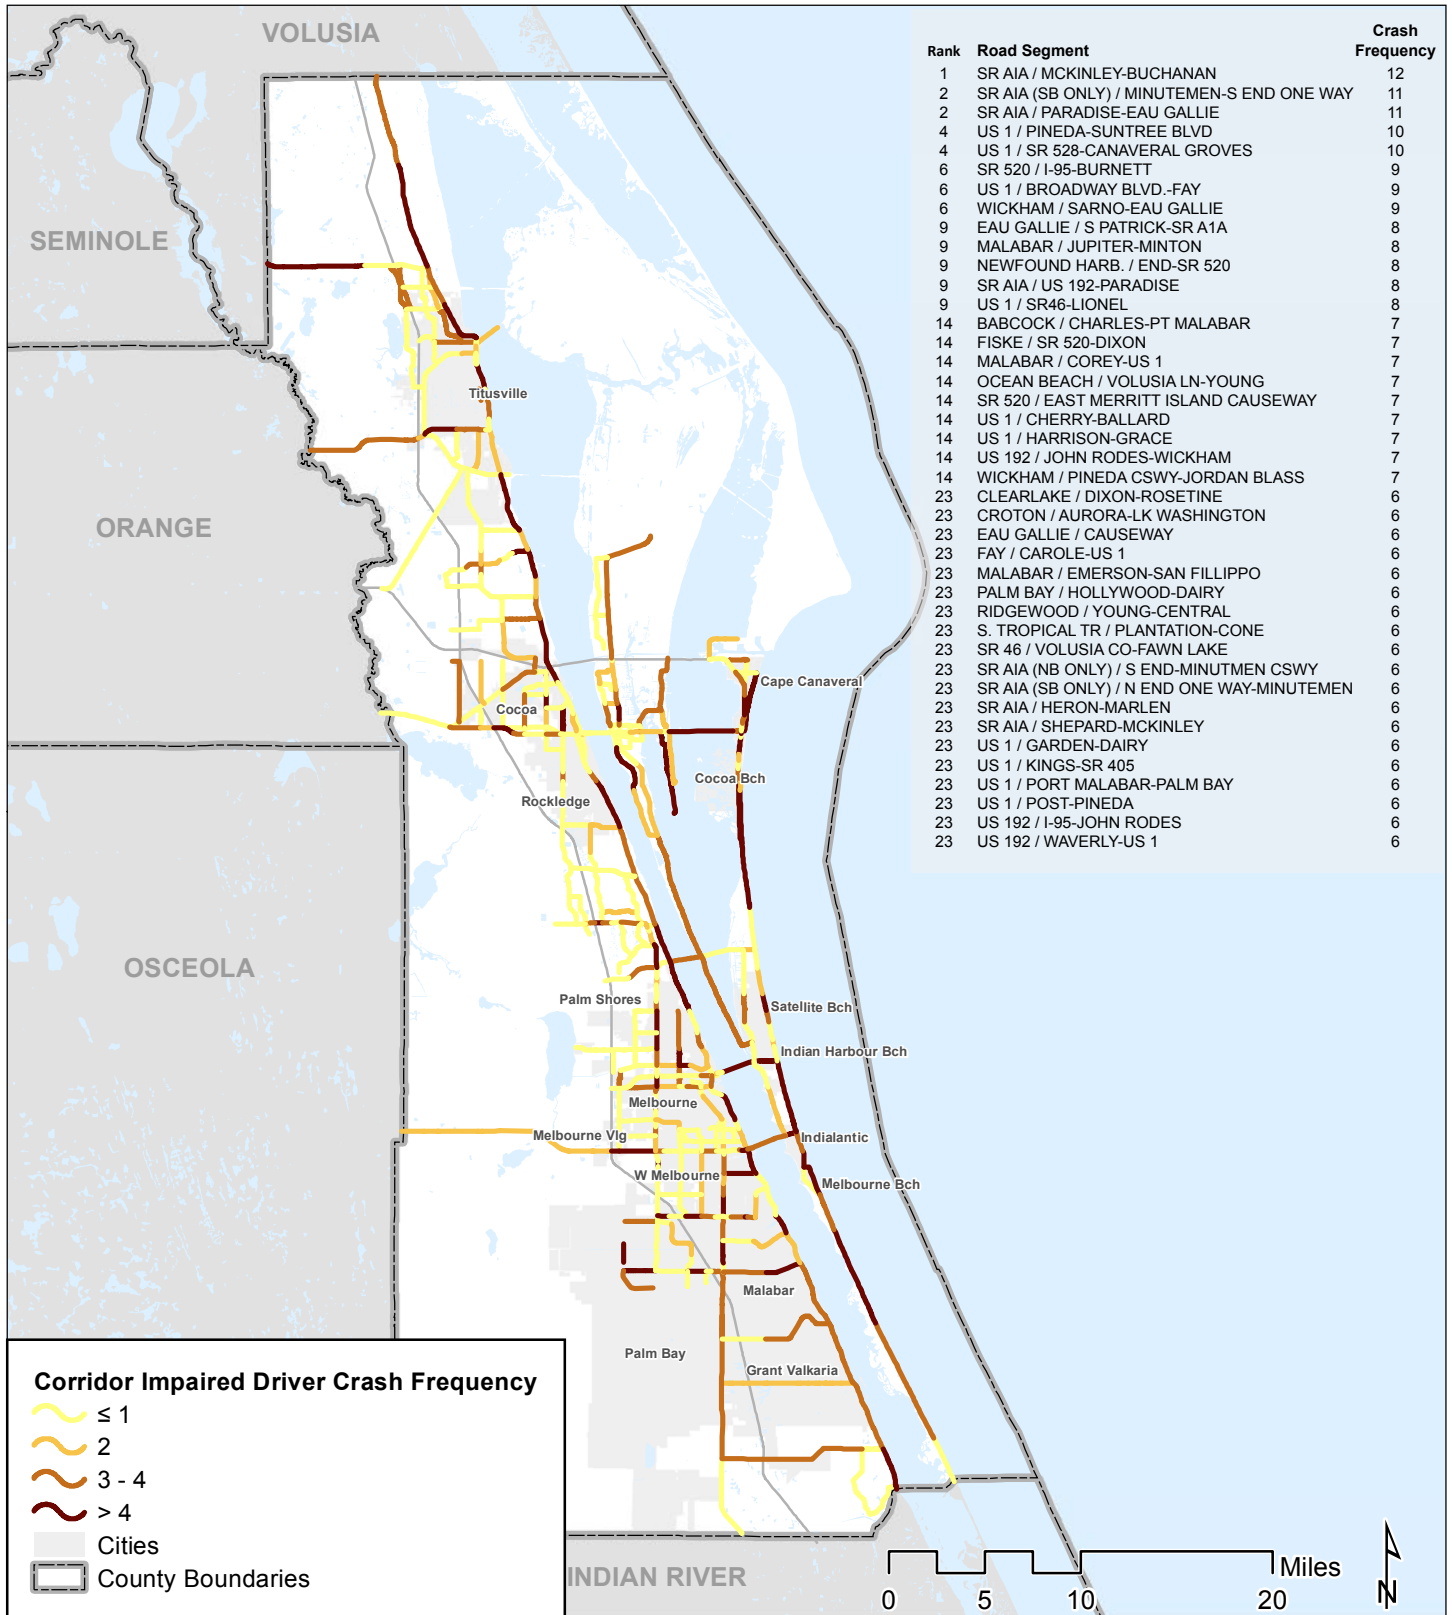 VOLUSIA
SEMINOLE
ORANGE
OSCEOLA
INDIAN RIVER
Titusville
Cape Canaveral
Cocoa
Cocoa Bch
Rockledge
Palm Shores
Satellite Bch
Indian Harbour Bch
Melbourne
Melbourne Vlg
Indialantic
W Melbourne
Melbourne Bch
Malabar
Palm Bay
Grant Valkaria
Rank Road Segment Crash Frequency
1 SR AIA / MCKINLEY-BUCHANAN 12
2 SR AIA (SB ONLY) / MINUTEMEN-S END ONE WAY 11
2 SR AIA / PARADISE-EAU GALLIE 11
4 US 1 / PINEDA-SUNTREE BLVD 10
4 US 1 / SR 528-CANAVERAL GROVES 10
6 SR 520 / I-95-BURNETT 9
6 US 1 / BROADWAY BLVD.-FAY 9
6 WICKHAM / SARNO-EAU GALLIE 9
9 EAU GALLIE / S PATRICK-SR A1A 8
9 MALABAR / JUPITER-MINTON 8
9 NEWFOUND HARB. / END-SR 520 8
9 SR AIA / US 192-PARADISE 8
9 US 1 / SR46-LIONEL 8
14 BABCOCK / CHARLES-PT MALABAR 7
14 FISKE / SR 520-DIXON 7
14 MALABAR / COREY-US 1 7
14 OCEAN BEACH / VOLUSIA LN-YOUNG 7
14 SR 520 / EAST MERRITT ISLAND CAUSEWAY 7
14 US 1 / CHERRY-BALLARD 7
14 US 1 / HARRISON-GRACE 7
14 US 192 / JOHN RODES-WICKHAM 7
14 WICKHAM / PINEDA CSWY-JORDAN BLASS 7
23 CLEARLAKE / DIXON-ROSETINE 6
23 CROTON / AURORA-LK WASHINGTON 6
23 EAU GALLIE / CAUSEWAY 6
23 FAY / CAROLE-US 1 6
23 MALABAR / EMERSON-SAN FILLIPPO 6
23 PALM BAY / HOLLYWOOD-DAIRY 6
23 RIDGEWOOD / YOUNG-CENTRAL 6
23 S. TROPICAL TR / PLANTATION-CONE 6
23 SR 46 / VOLUSIA CO-FAWN LAKE 6
23 SR AIA (NB ONLY) / S END-MINUTMEN CSWY 6
23 SR AIA (SB ONLY) / N END ONE WAY-MINUTEMEN 6
23 SR AIA / HERON-MARLEN 6
23 SR AIA / SHEPARD-MCKINLEY 6
23 US 1 / GARDEN-DAIRY 6
23 US 1 / KINGS-SR 405 6
23 US 1 / PORT MALABAR-PALM BAY 6
23 US 1 / POST-PINEDA 6
23 US 192 / I-95-JOHN RODES 6
23 US 192 / WAVERLY-US 1 6
Corridor Impaired Driver Crash Frequency
≤ 1
2
3 - 4
> 4
Cities
County Boundaries
Miles
0 5 10 20
N